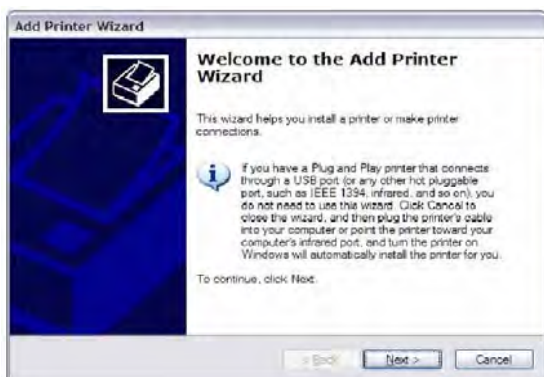 Add Printer Wizard
Welcome to the Add Printer
Wizard
This wizard helps you install a printer or make printer
connections.
If you have a Plug and Play printer that connects
through a USB port (or any other hot pluggable
port, such as IEEE 1394, infrared, and so on), you
do not need to use this wizard. Click Cancel to
close the wizard, and then plug the printer's cable
into your computer or point the printer toward your
computer's infrared port, and turn the printer on.
Windows will automatically install the printer for you.
To continue, click Next.
< Back Next > Cancel